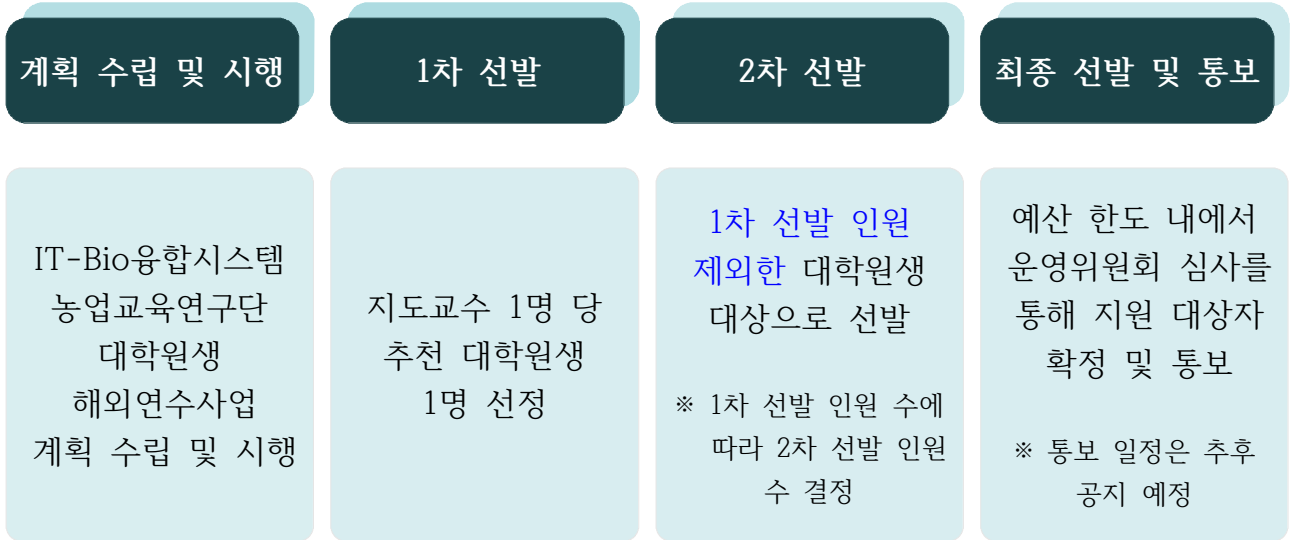 계획 수립 및 시행
1차 선발
2차 선발
최종 선발 및 통보
IT-Bio융합시스템
농업교육연구단
대학원생
해외연수사업
계획 수립 및 시행
지도교수 1명 당
추천 대학원생
1명 선정
1차 선발 인원
제외한 대학원생
대상으로 선발
※ 1차 선발 인원 수에
따라 2차 선발 인원
수 결정
예산 한도 내에서
운영위원회 심사를
통해 지원 대상자
확정 및 통보
※ 통보 일정은 추후
공지 예정